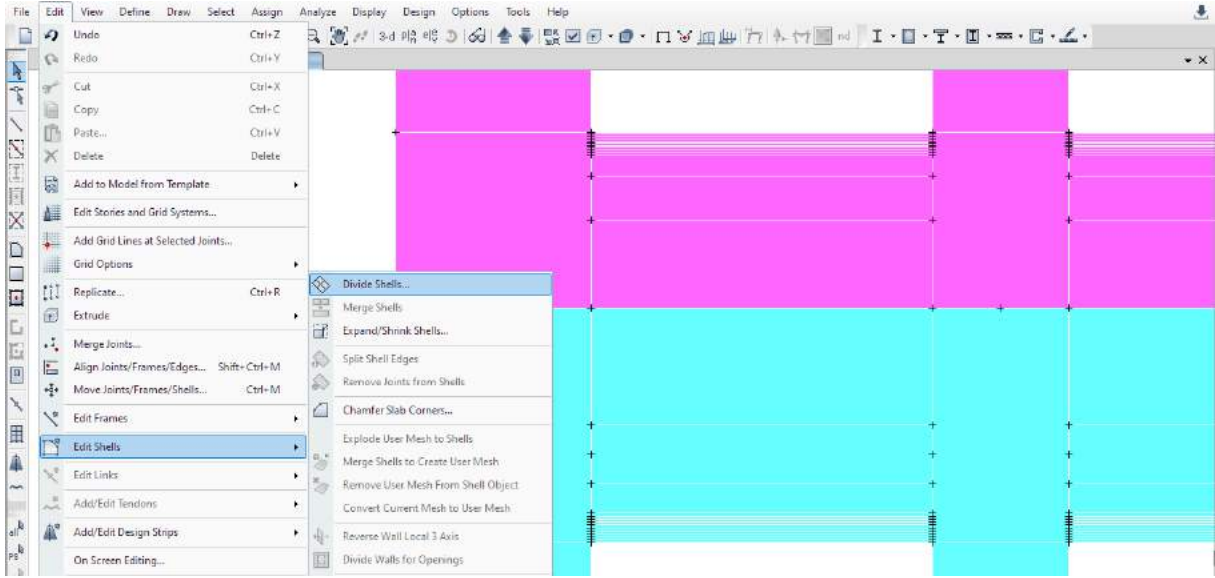 File Edit View Define Draw Select Assign Analyze Display Design Options Tools Help
Undo Ctrl+Z
Redo Ctrl+Y
Cut Ctrl+X
Copy Ctrl+C
Paste... Ctrl+V
Delete Delete
Add to Model from Template
Edit Stories and Grid Systems...
Add Grid Lines at Selected Joints...
Grid Options
Replicate... Ctrl+R
Extrude
Merge Joints...
Align Joints/Frames/Edges... Shift+Ctrl+M
Move Joints/Frames/Shells... Ctrl+M
Edit Frames
Edit Shells
Edit Links
Add/Edit Tendons
Add/Edit Design Strips
On Screen Editing...
Divide Shells...
Merge Shells
Expand/Shrink Shells...
Split Shell Edges
Remove Joints from Shells
Chamfer Slab Corners...
Explode User Mesh to Shells
Merge Shells to Create User Mesh
Remove User Mesh From Shell Object
Convert Current Mesh to User Mesh
Reverse Wall Local 3 Axis
Divide Walls for Openings
3-d
nd
all
ps